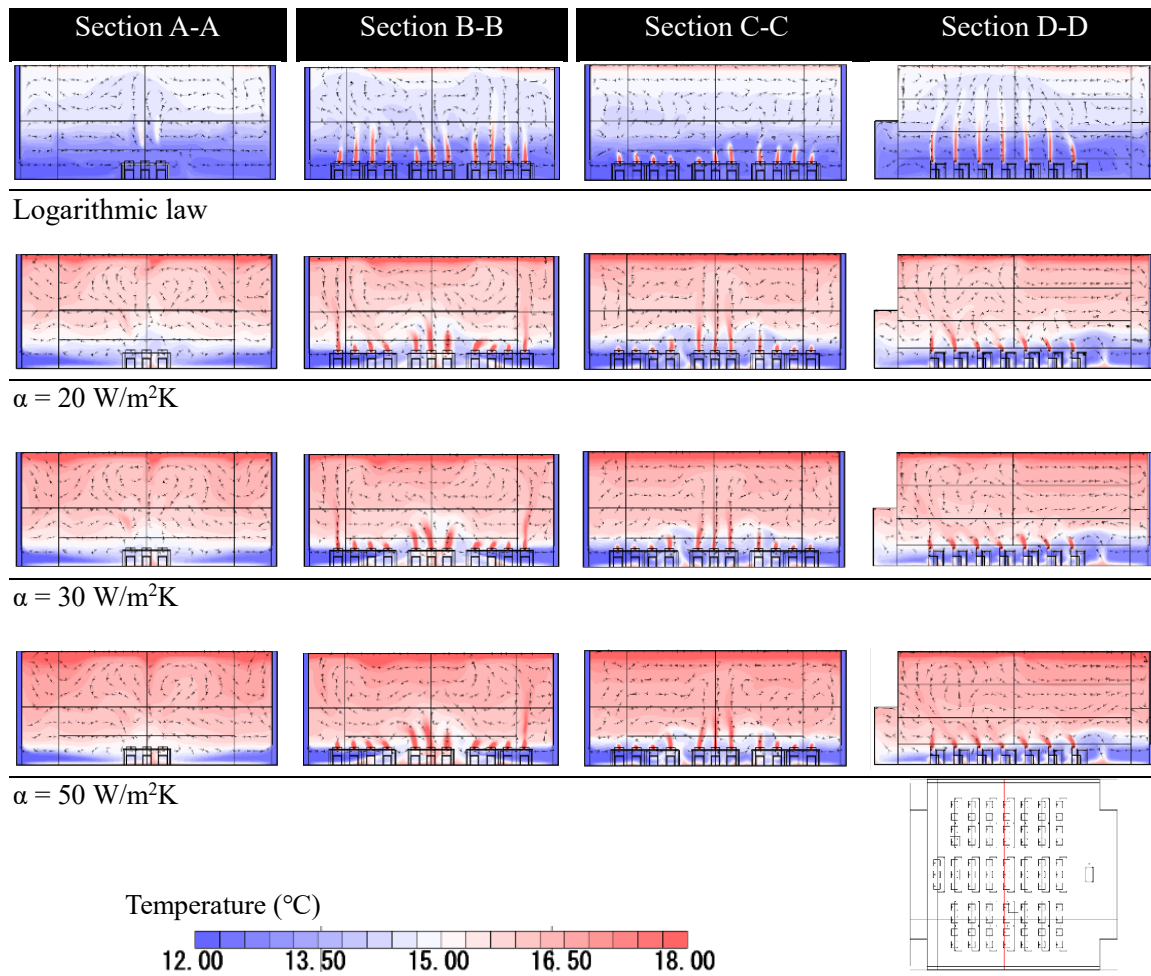 Section A-A Section B-B Section C-C Section D-D
Logarithmic law
α = 20 W/m²K
α = 30 W/m²K
α = 50 W/m²K
Temperature (°C)
12.00 13.50 15.00 16.50 18.00